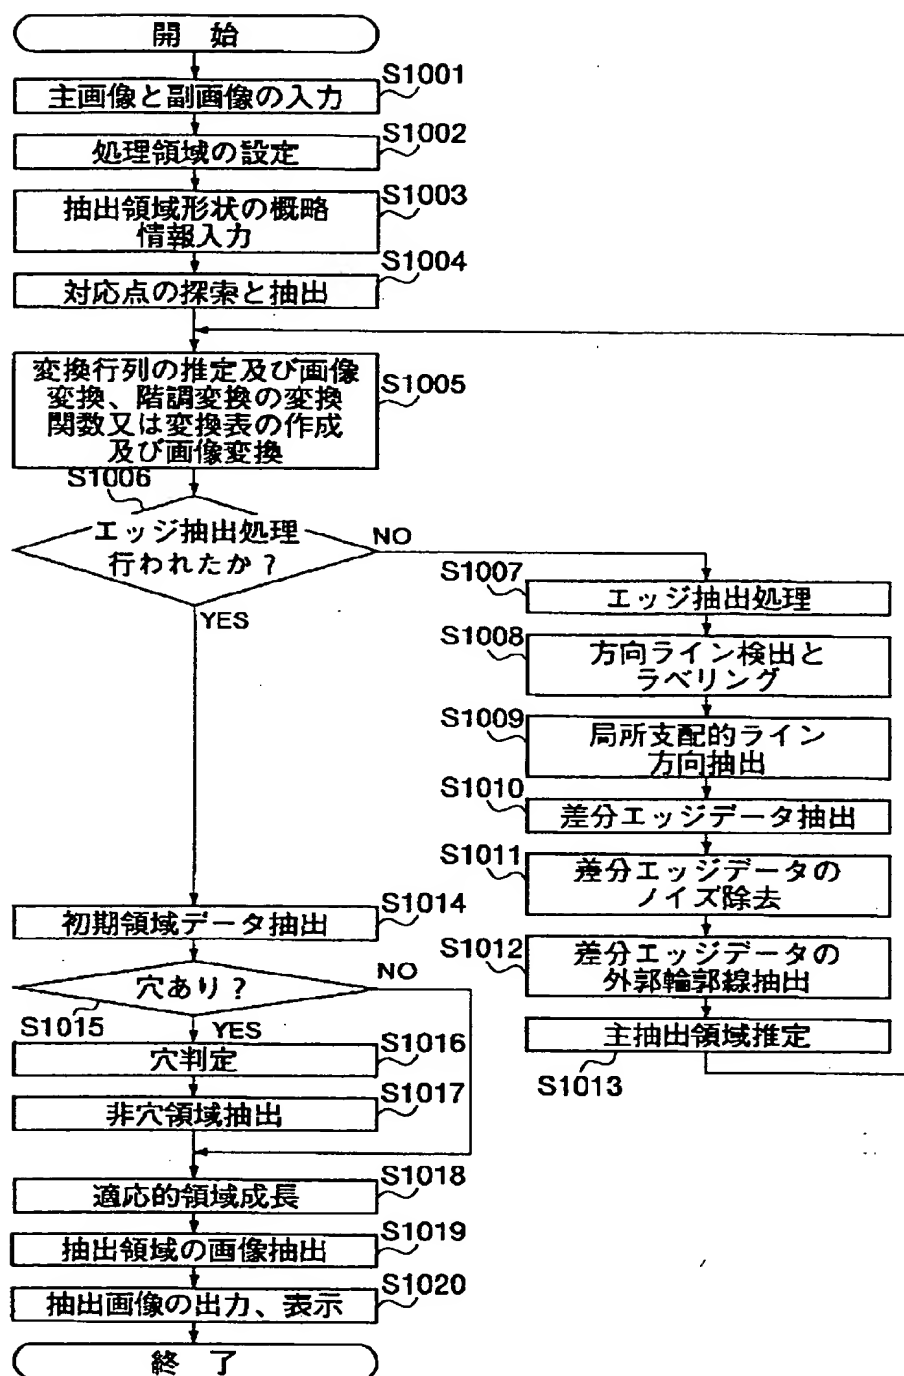 開 始
S1001
主画像と副画像の入力
S1002
処理領域の設定
S1003
抽出領域形状の概略
情報入力
S1004
対応点の探索と抽出
変換行列の推定及び画像
変換、階調変換の変換
関数又は変換表の作成
及び画像変換
S1005
S1006
エッジ抽出処理
行われたか?
NO
YES
S1007
エッジ抽出処理
S1008
方向ライン検出と
ラベリング
S1009
局所支配的ライン
方向抽出
S1010
差分エッジデータ抽出
S1011
差分エッジデータの
ノイズ除去
S1012
差分エッジデータの
外郭輪郭線抽出
主抽出領域推定
S1013
初期領域データ抽出
S1014
穴あり?
NO
S1015
YES
穴判定
S1016
非穴領域抽出
S1017
適応的領域成長
S1018
抽出領域の画像抽出
S1019
抽出画像の出力、表示
S1020
終 了